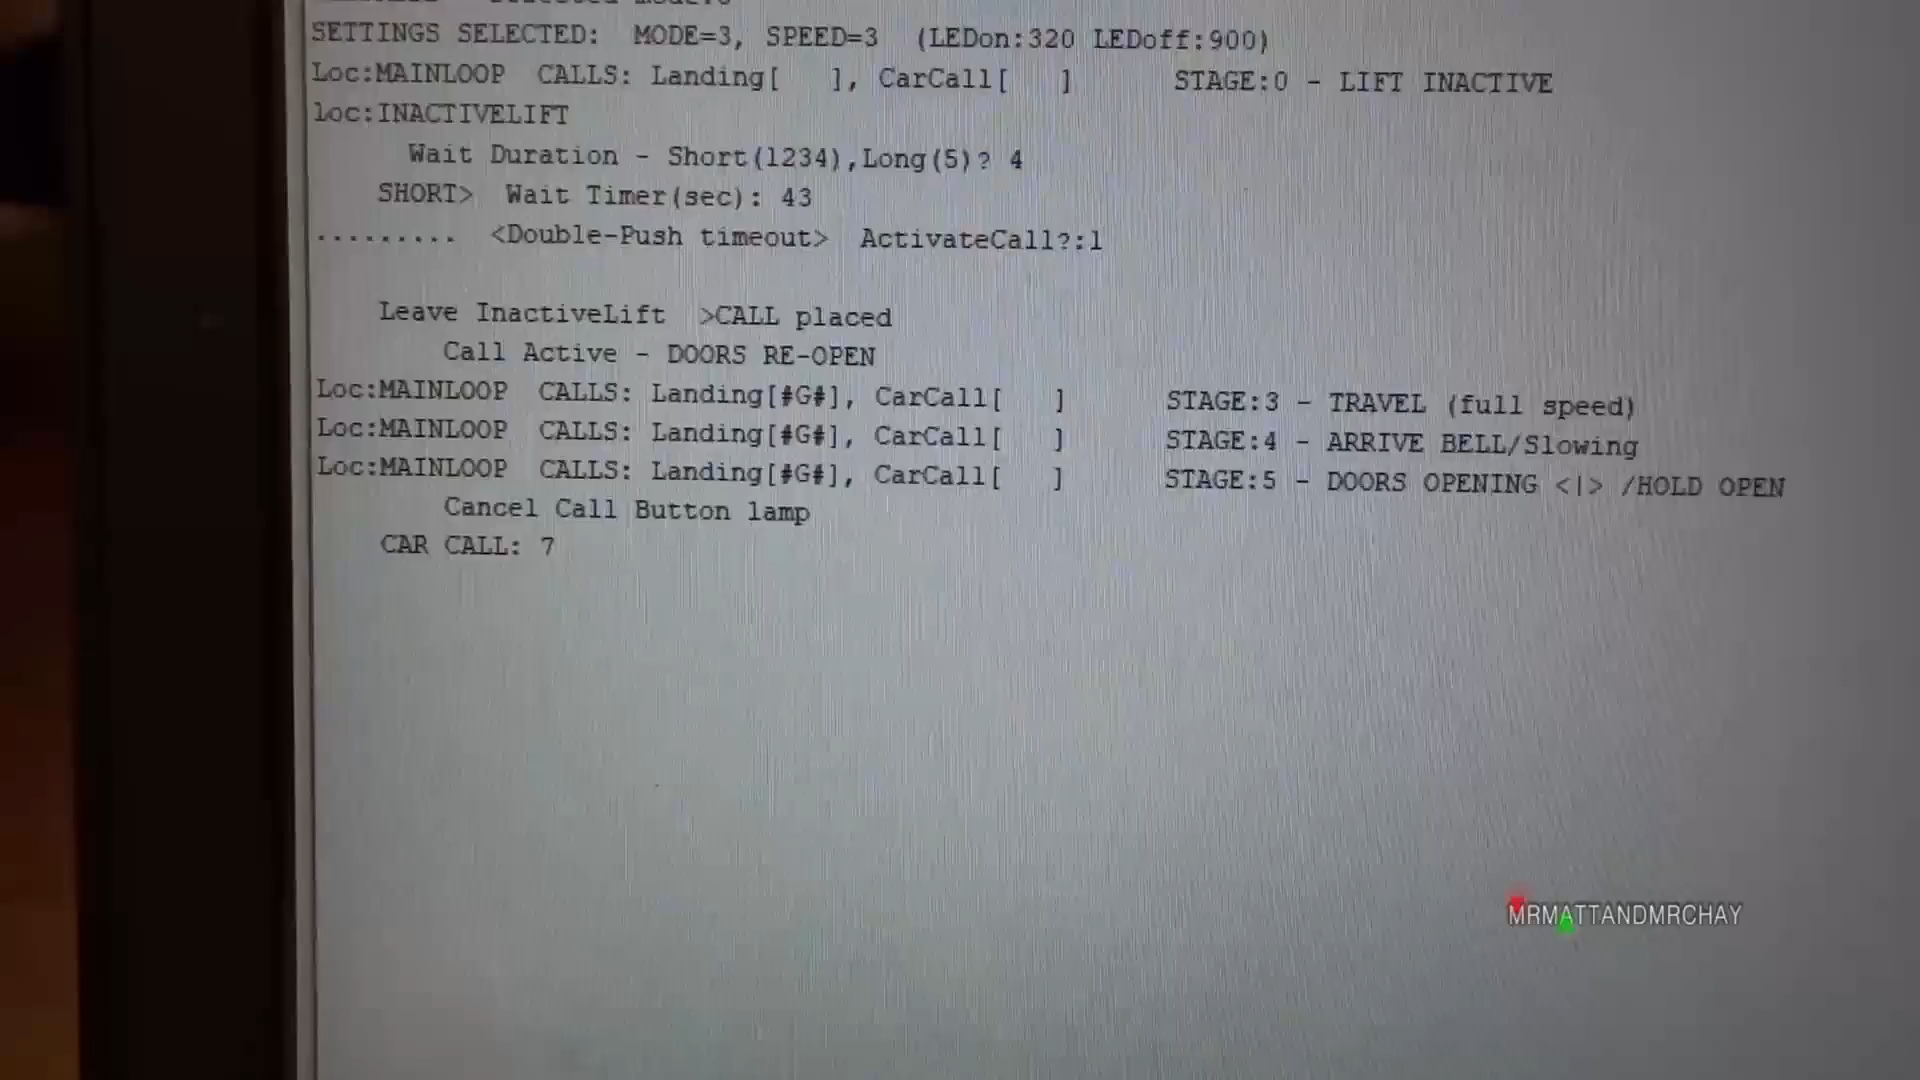 SETTINGS SELECTED:  MODE=3, SPEED=3  (LEDon:320 LEDoff:900)
Loc:MAINLOOP  CALLS: Landing[   ], CarCall[   ]      STAGE:0 - LIFT INACTIVE
loc:INACTIVELIFT
Wait Duration - Short(1234),Long(5)? 4
SHORT>  Wait Timer(sec): 43
.........  <Double-Push timeout>  ActivateCall?:1
Leave InactiveLift  >CALL placed
Call Active - DOORS RE-OPEN
Loc:MAINLOOP  CALLS: Landing[#G#], CarCall[   ]      STAGE:3 - TRAVEL (full speed)
Loc:MAINLOOP  CALLS: Landing[#G#], CarCall[   ]      STAGE:4 - ARRIVE BELL/Slowing
Loc:MAINLOOP  CALLS: Landing[#G#], CarCall[   ]      STAGE:5 - DOORS OPENING <|> /HOLD OPEN
Cancel Call Button lamp
CAR CALL: 7
MRMATTANDMRCHAY